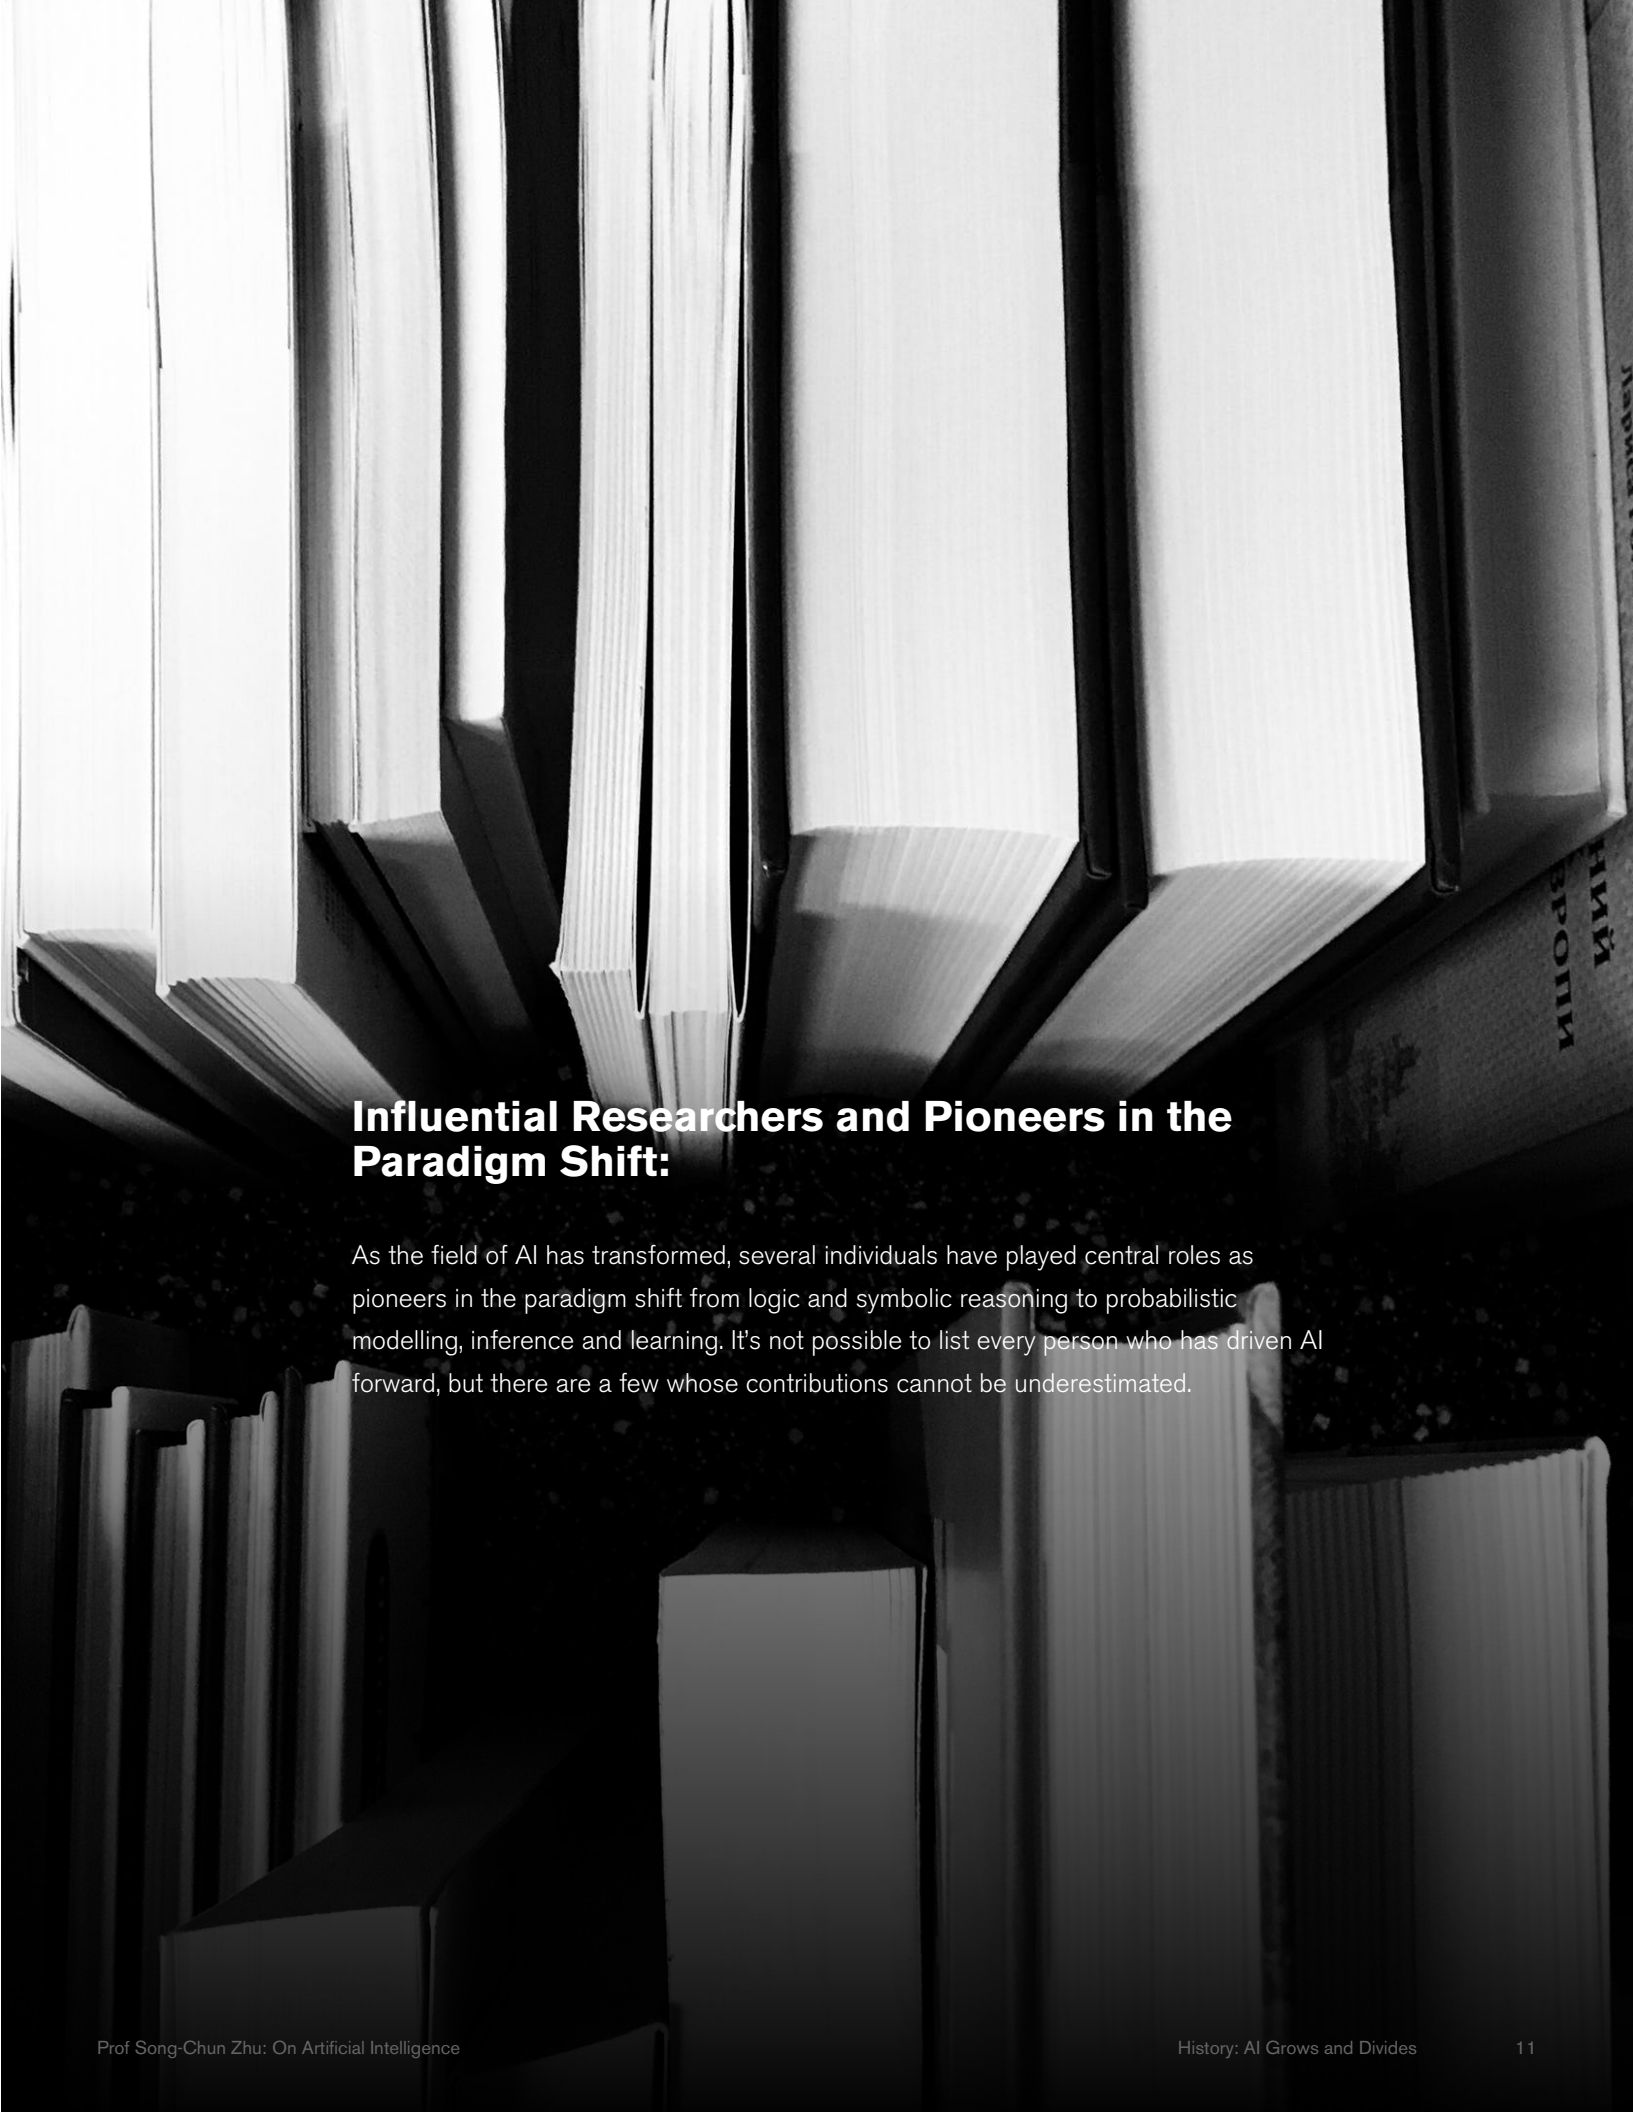 НИЙ
ЄВРОПИ
Influential Researchers and Pioneers in the
Paradigm Shift:
As the field of AI has transformed, several individuals have played central roles as
pioneers in the paradigm shift from logic and symbolic reasoning to probabilistic
modelling, inference and learning. It’s not possible to list every person who has driven AI
forward, but there are a few whose contributions cannot be underestimated.
Prof Song-Chun Zhu: On Artificial Intelligence
History: AI Grows and Divides
11